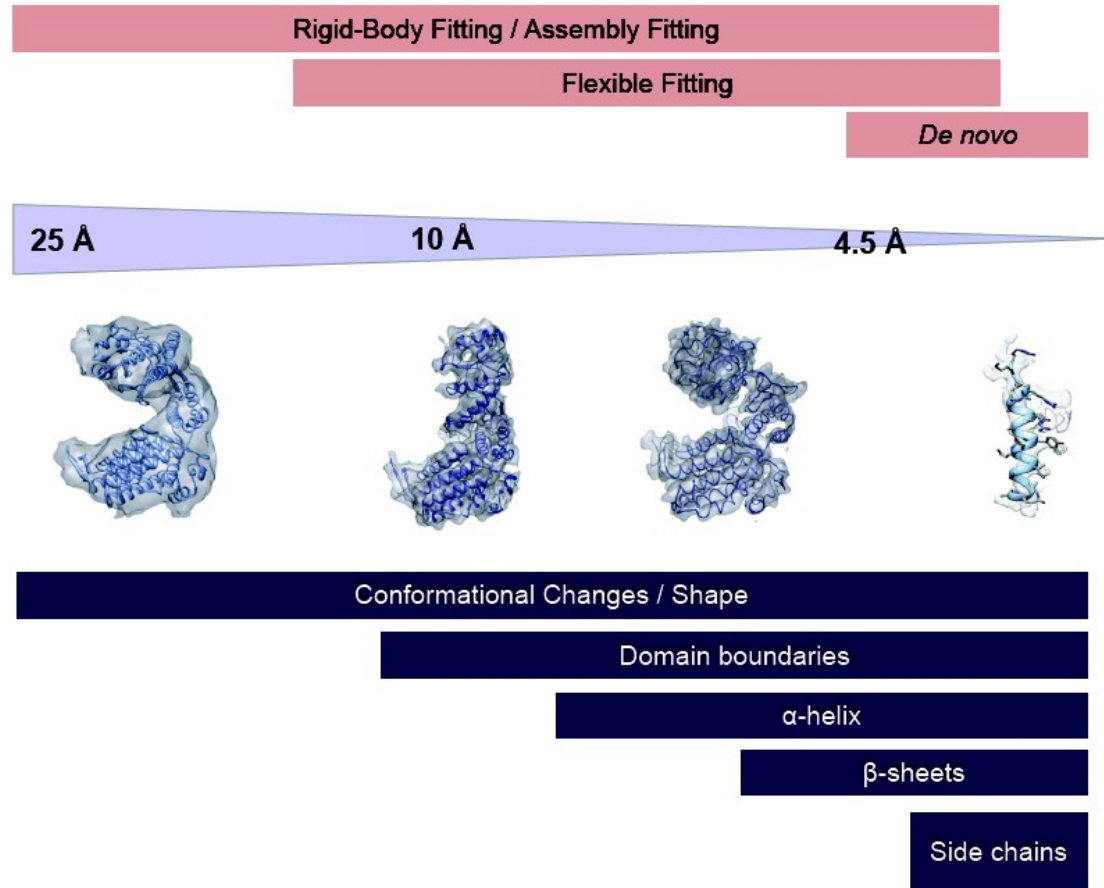 Rigid-Body Fitting / Assembly Fitting
Flexible Fitting
De novo
25 Å
10 Å
4.5 Å
Conformational Changes / Shape
Domain boundaries
α-helix
β-sheets
Side chains